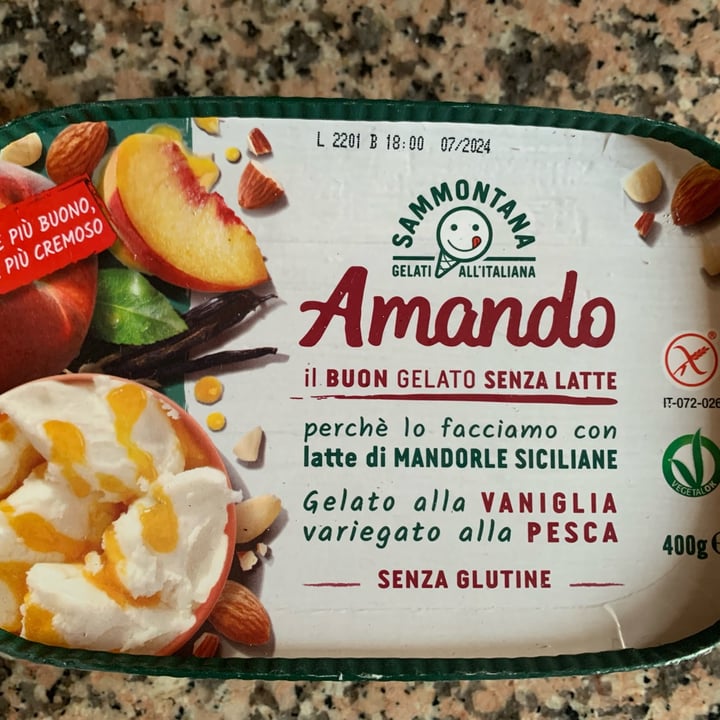 L 2201 B 18:00 07/2024
PIÙ BUONO,
PIÙ CREMOSO
SAMMONTANA
GELATI ALL'ITALIANA
Amando
il BUON GELATO SENZA LATTE
perchè lo facciamo con
latte di MANDORLE SICILIANE
Gelato alla VANIGLIA
variegato alla PESCA
SENZA GLUTINE
IT-072-026
VEGETALOK
400g